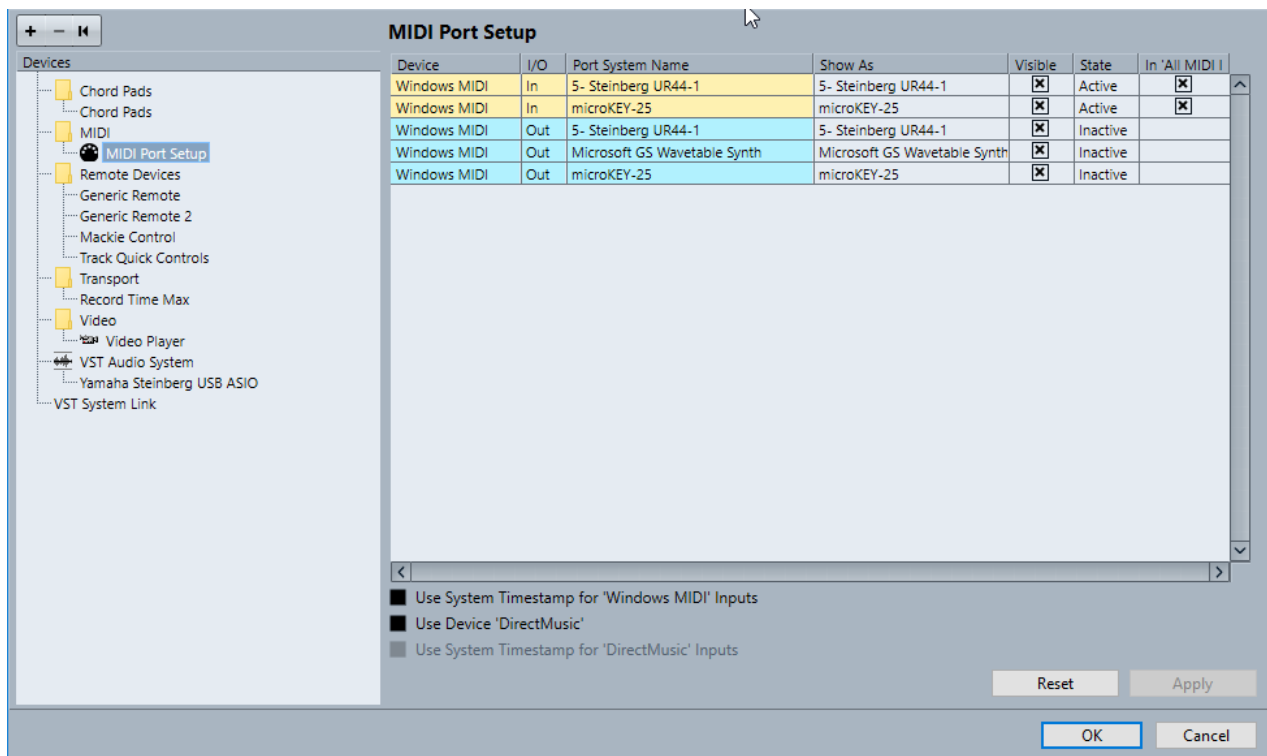 + - I◀
MIDI Port Setup
Devices
Chord Pads
Chord Pads
MIDI
MIDI Port Setup
Remote Devices
Generic Remote
Generic Remote 2
Mackie Control
Track Quick Controls
Transport
Record Time Max
Video
Video Player
VST Audio System
Yamaha Steinberg USB ASIO
VST System Link
Device I/O Port System Name Show As Visible State In 'All MIDI I
Windows MIDI In 5- Steinberg UR44-1 5- Steinberg UR44-1 Active
Windows MIDI In microKEY-25 microKEY-25 Active
Windows MIDI Out 5- Steinberg UR44-1 5- Steinberg UR44-1 Inactive
Windows MIDI Out Microsoft GS Wavetable Synth Microsoft GS Wavetable Synth Inactive
Windows MIDI Out microKEY-25 microKEY-25 Inactive
Use System Timestamp for 'Windows MIDI' Inputs
Use Device 'DirectMusic'
Use System Timestamp for 'DirectMusic' Inputs
Reset Apply
OK Cancel